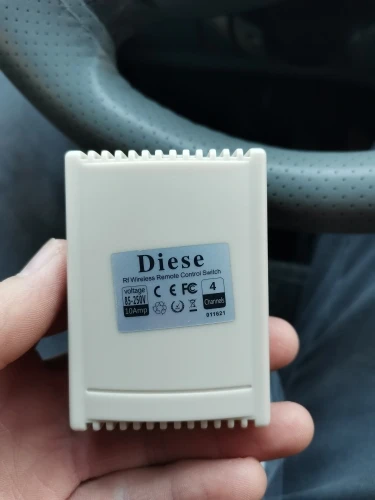 Diese
Rf Wireless Remote Control Switch
voltage
85-250V
10Amp
CE FC
4
Channels
011621